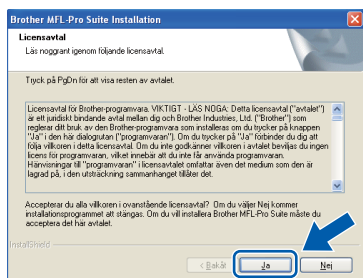 Brother MFL-Pro Suite Installation
Licensavtal
Läs noggrant igenom följande licensavtal.
Tryck på PgDn för att visa resten av avtalet.
Licensavtal för Brother-programvara. VIKTIGT - LÄS NOGA: Detta licensavtal ("avtalet")
är ett juridiskt bindande avtal mellan dig och Brother Industries, Ltd. ("Brother") som
reglerar ditt bruk av den Brother-programvara som installeras om du trycker på knappen
"Ja" i den här dialogrutan ("programvaran"). Om du trycker på "Ja" förbinder du dig att
följa villkoren i detta avtal. Om du inte godkänner villkoren i avtalet beviljas du ingen
licens för programvaran, vilket innebär att du inte får använda programvaran.
Hänvisningar till "programvaran" i licensavtalet omfattar även det medium som den är
lagrad på, i den utsträckning sammanhanget tillåter det.
Accepterar du alla villkoren i ovanstående licensavtal? Om du väljer Nej kommer
installationsprogrammet att stängas. Om du vill installera Brother MFL-Pro Suite måste du
acceptera det här avtalet.
InstallShield
< Bakåt
Ja
Nej